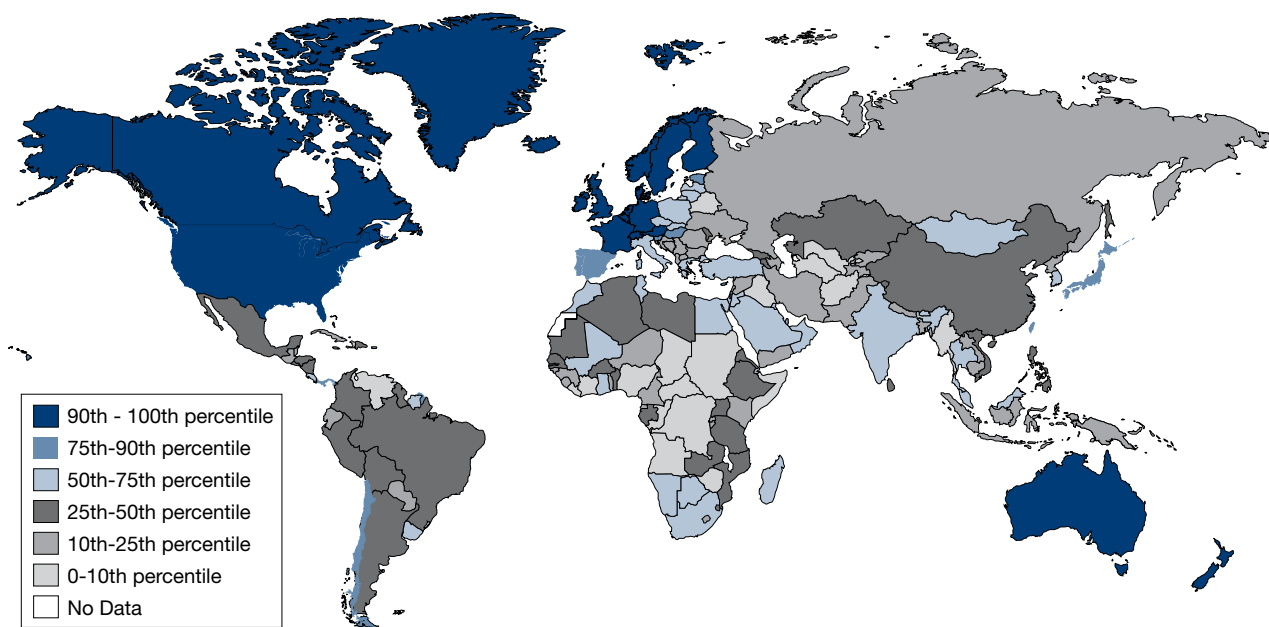 90th - 100th percentile
75th-90th percentile
50th-75th percentile
25th-50th percentile
10th-25th percentile
0-10th percentile
No Data